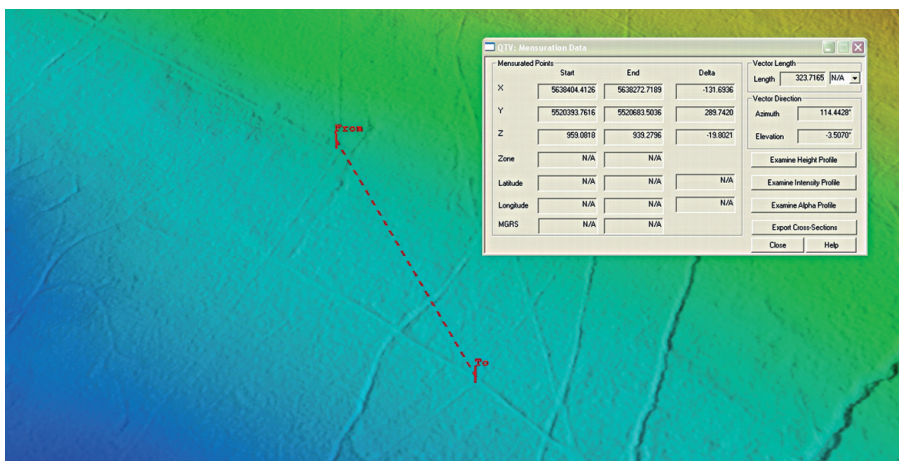 QTV: Mensuration Data
Mensurated Points
Start End Delta
X 5638404.4126 5638272.7189 -131.6936
Y 5520393.7616 5520683.5036 289.7420
Z 959.0818 939.2796 -19.8021
Zone N/A N/A
Latitude N/A N/A N/A
Longitude N/A N/A N/A
MGRS N/A N/A
Vector Length
Length 323.7165 N/A
Vector Direction
Azimuth 114.4428°
Elevation -3.5070°
Examine Height Profile
Examine Intensity Profile
Examine Alpha Profile
Export Cross-Sections
Close Help
From
To